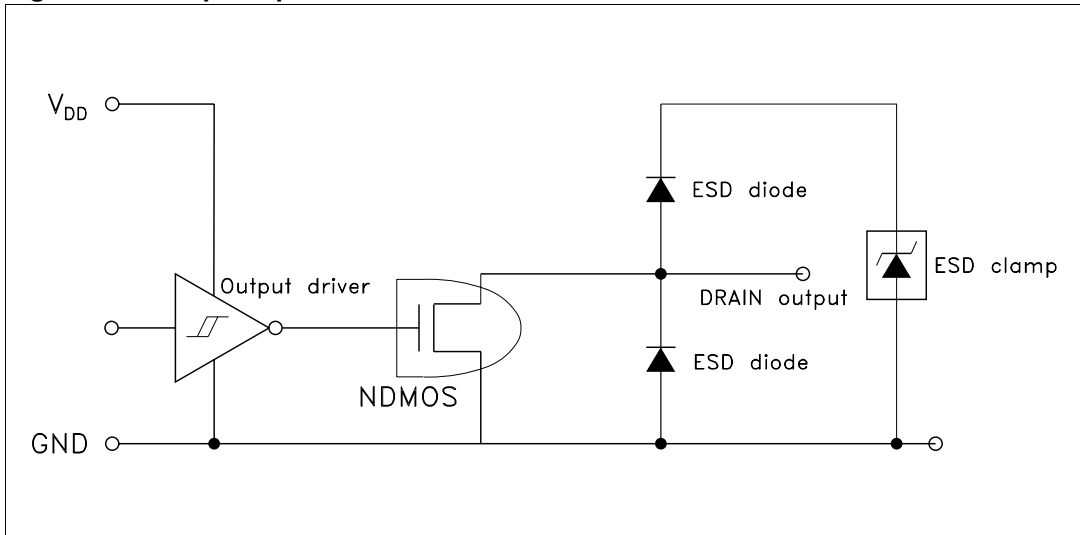 V_DD
ESD diode
Output driver
ESD clamp
DRAIN output
ESD diode
NDMOS
GND